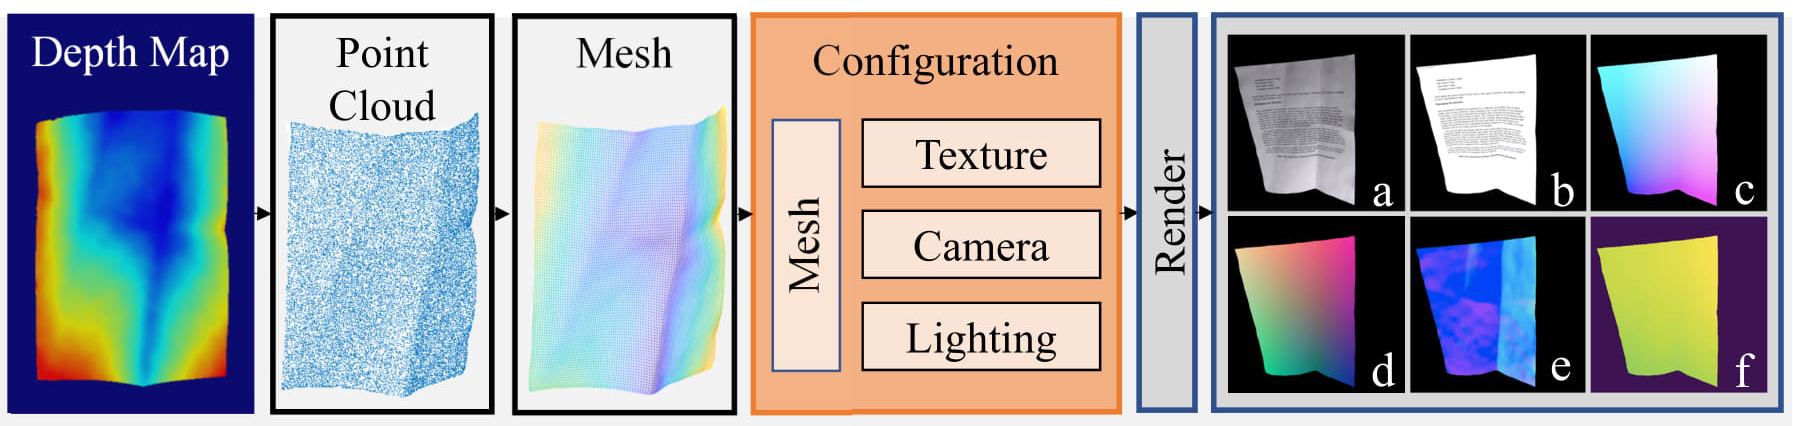 Depth Map
Point
Cloud
Mesh
Configuration
Mesh
Texture
Camera
Lighting
Render
a
b
c
d
e
f